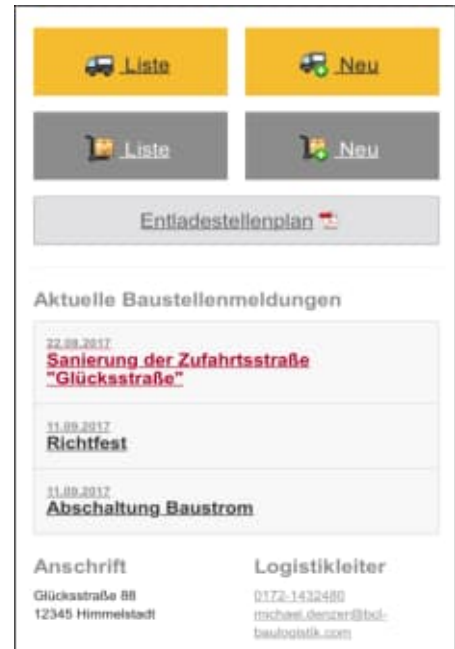 Liste
Neu
Liste
Neu
Entladestellenplan
Aktuelle Baustellenmeldungen
22.08.2017
Sanierung der Zufahrtsstraße
"Glücksstraße"
11.09.2017
Richtfest
11.09.2017
Abschaltung Baustrom
Anschrift
Glücksstraße 88
12345 Himmelstadt
Logistikleiter
0172-1432480
michael.denzer@bcl-
baulogistik.com